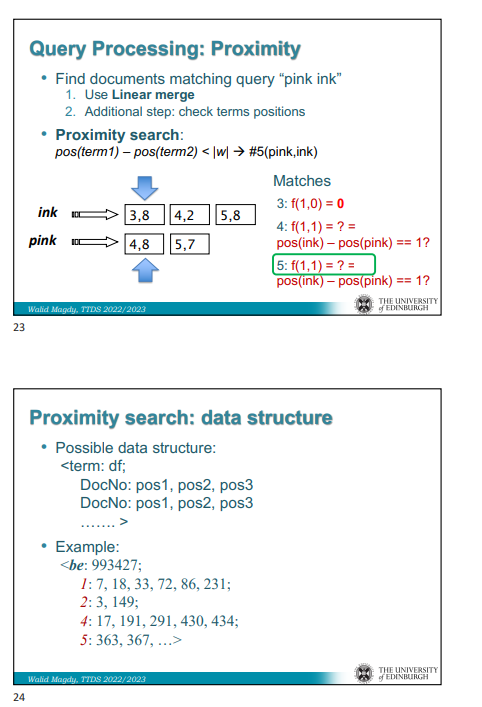 Query Processing: Proximity
• Find documents matching query “pink ink”
1. Use Linear merge
2. Additional step: check terms positions
• Proximity search:
pos(term1) – pos(term2) < |w| → #5(pink,ink)
Matches
ink 3,8 4,2 5,8
pink 4,8 5,7
3: f(1,0) = 0
4: f(1,1) = ? =
pos(ink) – pos(pink) == 1?
5: f(1,1) = ? =
pos(ink) – pos(pink) == 1?
Walid Magdy, TTDS 2022/2023
THE UNIVERSITY
of EDINBURGH
23
Proximity search: data structure
• Possible data structure:
<term: df;
DocNo: pos1, pos2, pos3
DocNo: pos1, pos2, pos3
……. >
• Example:
<be: 993427;
1: 7, 18, 33, 72, 86, 231;
2: 3, 149;
4: 17, 191, 291, 430, 434;
5: 363, 367, …>
Walid Magdy, TTDS 2022/2023
THE UNIVERSITY
of EDINBURGH
24